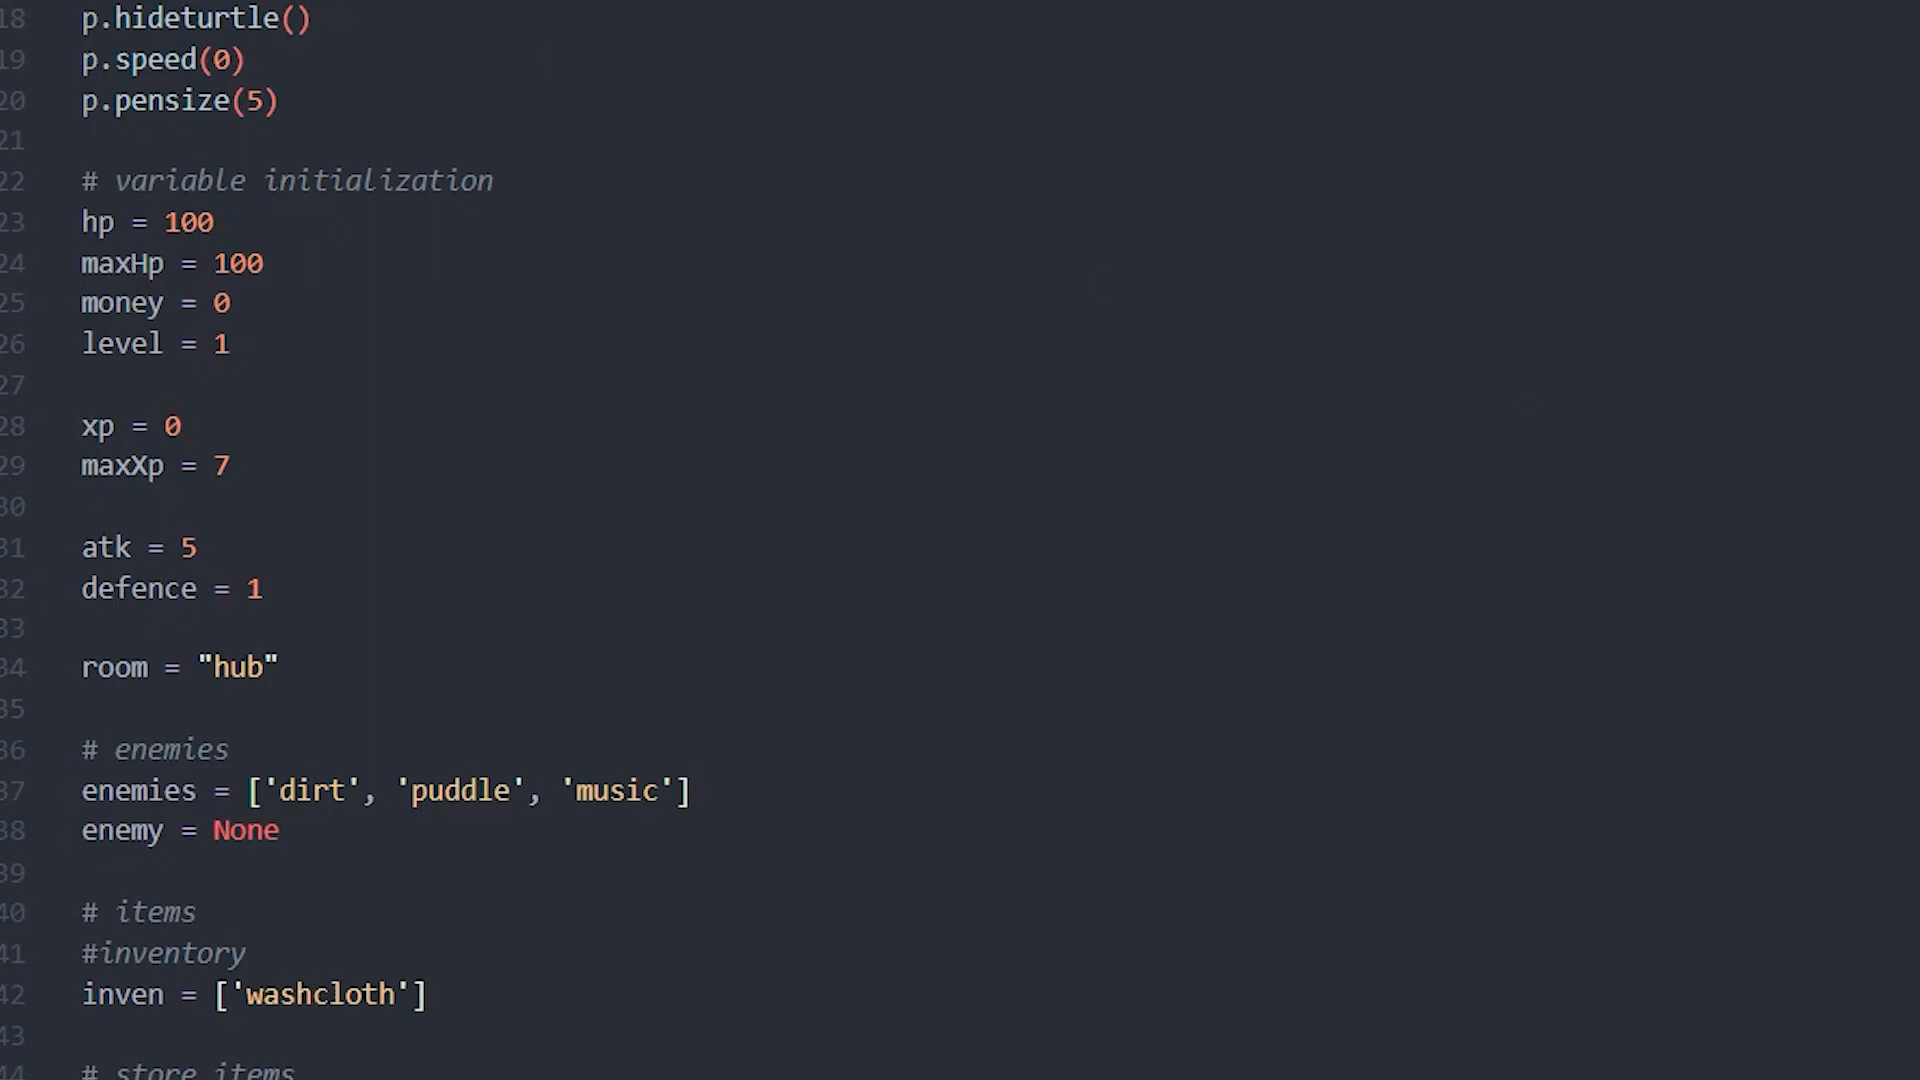 18 p.hideturtle()
19 p.speed(0)
20 p.pensize(5)
21
22 # variable initialization
23 hp = 100
24 maxHp = 100
25 money = 0
26 level = 1
27
28 xp = 0
29 maxXp = 7
30
31 atk = 5
32 defence = 1
33
34 room = "hub"
35
36 # enemies
37 enemies = ['dirt', 'puddle', 'music']
38 enemy = None
39
40 # items
41 #inventory
42 inven = ['washcloth']
43
44 # store items